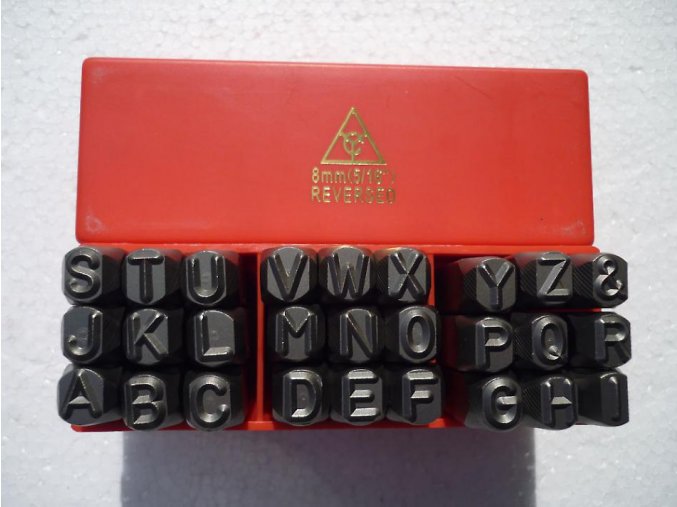 8mm(5/16")
REVERSED
S T U V W X Y Z &
J K L M N O P Q R
A B C D E F G H I